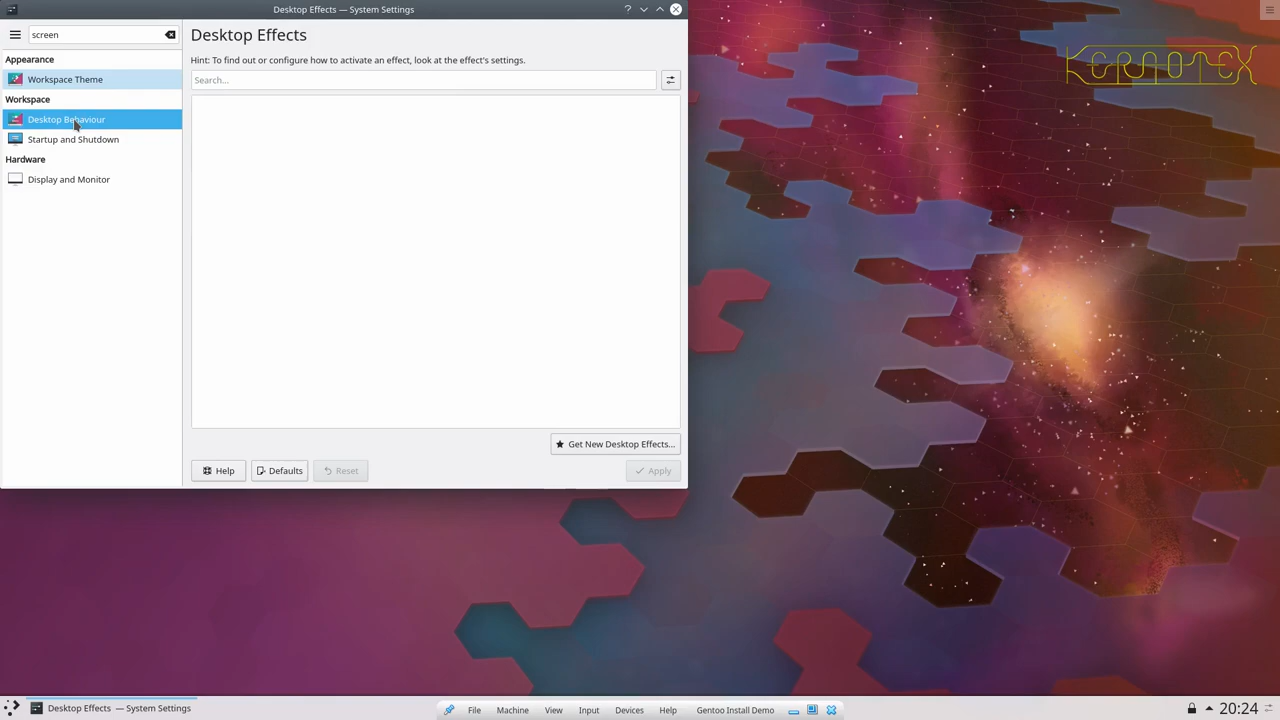 Desktop Effects — System Settings
?
screen
Appearance
Workspace Theme
Workspace
Desktop Behaviour
Startup and Shutdown
Hardware
Display and Monitor
Desktop Effects
Hint: To find out or configure how to activate an effect, look at the effect's settings.
Search...
Get New Desktop Effects...
Help
Defaults
Reset
Apply
KERNOTEX
Desktop Effects — System Settings
File
Machine
View
Input
Devices
Help
Gentoo Install Demo
20:24